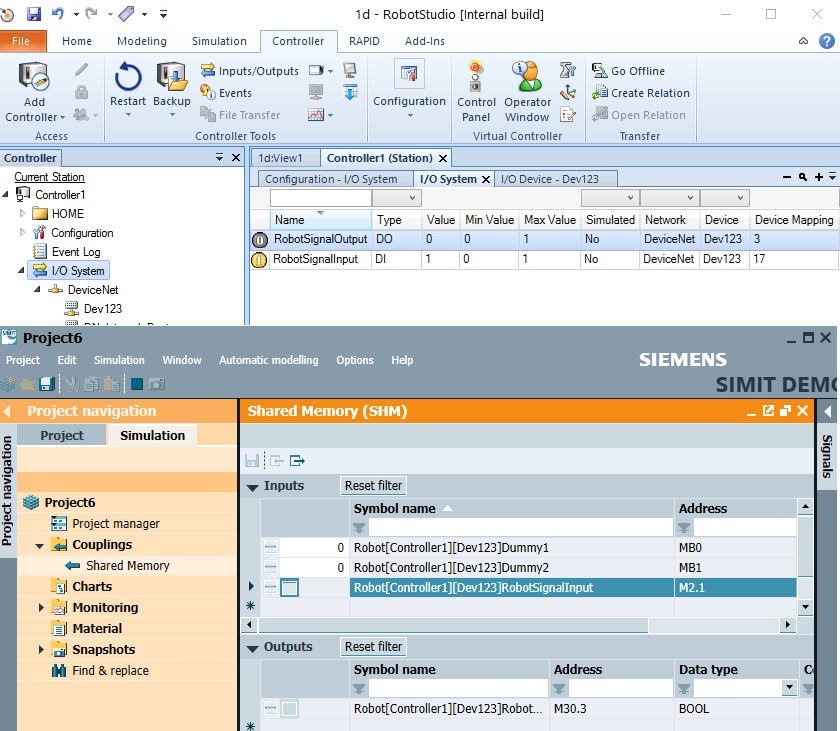 1d - RobotStudio [Internal build]
File Home Modeling Simulation Controller RAPID Add-Ins
Add Controller Restart Backup Inputs/Outputs Events File Transfer Configuration Control Panel Operator Window Go Offline Create Relation Open Relation
Access Controller Tools Virtual Controller Transfer
Controller 1d:View1 Controller1 (Station)
Current Station Configuration - I/O System I/O System I/O Device - Dev123
Controller1
HOME
Configuration
Event Log
I/O System
DeviceNet
Dev123
Name Type Value Min Value Max Value Simulated Network Device Device Mapping
RobotSignalOutput DO 0 0 1 No DeviceNet Dev123 3
RobotSignalInput DI 1 0 1 No DeviceNet Dev123 17
SIMIT Project6
Project Edit Simulation Window Automatic modelling Options Help SIEMENS
SIMIT DEMO
Project navigation Shared Memory (SHM)
Project Simulation
Project navigation
Signals
Project6
Project manager
Couplings
Shared Memory
Charts
Monitoring
Material
Snapshots
Find & replace
Inputs Reset filter
Symbol name Address
0 Robot[Controller1][Dev123]Dummy1 MB0
0 Robot[Controller1][Dev123]Dummy2 MB1
Robot[Controller1][Dev123]RobotSignalInput M2.1
Outputs Reset filter
Symbol name Address Data type
Robot[Controller1][Dev123]Robot... M30.3 BOOL